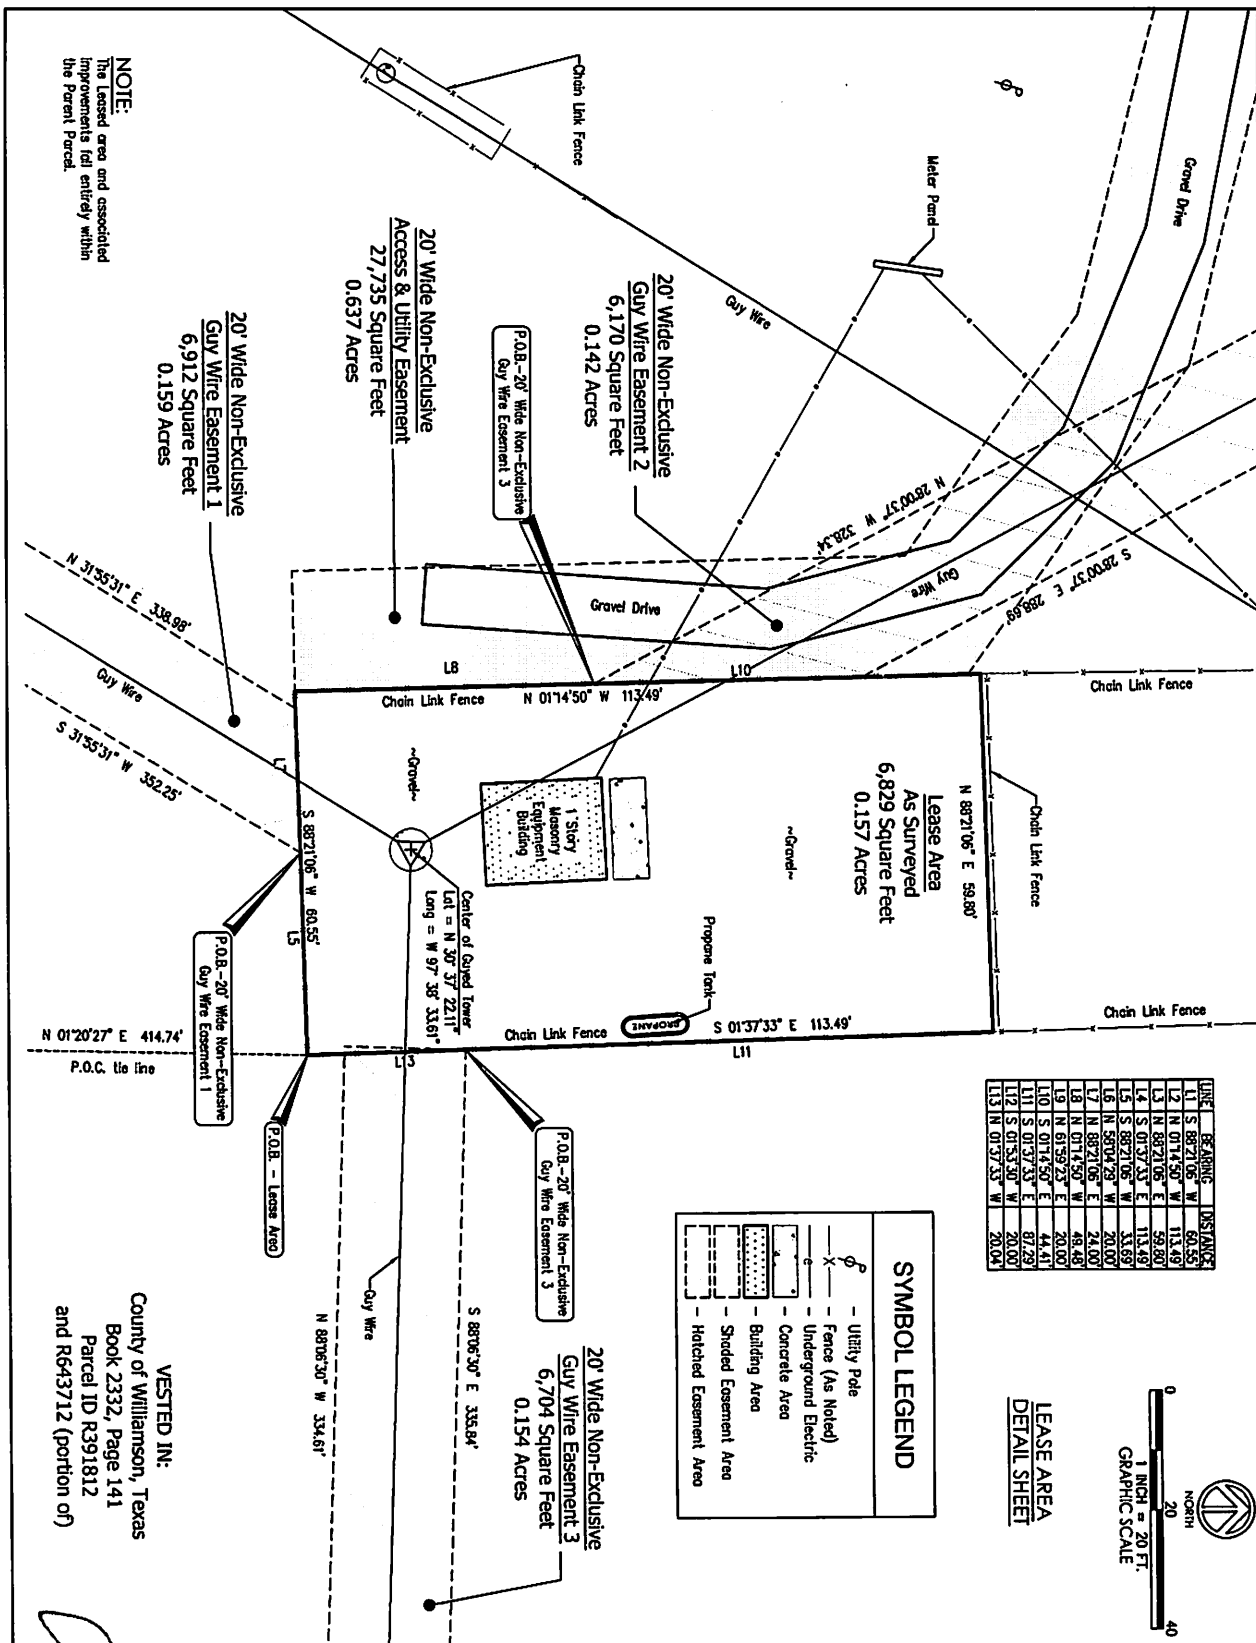 NOTE:
The Leased area and associated
improvements fall entirely within
the Parent Parcel.
Chain Link Fence
Meter Panel
Gravel Drive
Guy Wire
20' Wide Non-Exclusive
Guy Wire Easement 2
6,170 Square Feet
0.142 Acres
20' Wide Non-Exclusive
Access & Utility Easement
27,735 Square Feet
0.637 Acres
20' Wide Non-Exclusive
Guy Wire Easement 1
6,912 Square Feet
0.159 Acres
P.O.B.-20' Wide Non-Exclusive
Guy Wire Easement 3
N 28°00'37" W 328.34'
S 28°00'37" E 288.69'
Guy Wire
Gravel Drive
L8
L10
Chain Link Fence
N 01°14'50" W 113.49'
Chain Link Fence
N 31°55'31" E 338.98'
Guy Wire
S 31°55'31" W 352.25'
L7
S 88°21'06" W 60.55'
L5
~Gravel~
1 Story
Masonry
Equipment
Building
~Gravel~
Lease Area
As Surveyed
6,829 Square Feet
0.157 Acres
N 88°21'06" E 59.80'
Chain Link Fence
Center of Guyed Tower
Lat = N 30° 37' 22.11"
Long = W 97° 38' 33.61"
Propane Tank
PROPANE
Chain Link Fence
S 01°37'33" E 113.49'
Chain Link Fence
L13
L11
P.O.B.-20' Wide Non-Exclusive
Guy Wire Easement 1
N 01°20'27" E 414.74'
P.O.C. tie line
P.O.B. - Lease Area
P.O.B.-20' Wide Non-Exclusive
Guy Wire Easement 3
S 88°06'30" E 335.84'
Guy Wire
N 88°06'30" W 334.61'
20' Wide Non-Exclusive
Guy Wire Easement 3
6,704 Square Feet
0.154 Acres
LINE BEARING DISTANCE
L1 S 88°21'06" W 60.55'
L2 N 01°14'50" W 113.49'
L3 N 88°21'06" E 59.80'
L4 S 01°37'33" E 113.49'
L5 S 88°21'06" W 33.69'
L6 N 58°04'29" W 20.00'
L7 N 88°21'06" E 24.00'
L8 N 01°14'50" W 49.48'
L9 N 61°59'23" E 20.00'
L10 S 01°14'50" E 44.41'
L11 S 01°37'33" E 87.29'
L12 S 01°53'30" W 20.00'
L13 N 01°37'33" W 20.04'
SYMBOL LEGEND
- Utility Pole
X - Fence (As Noted)
e - Underground Electric
- Concrete Area
- Building Area
- Shaded Easement Area
- Hatched Easement Area
LEASE AREA
DETAIL SHEET
NORTH
0 20 40
1 INCH = 20 FT.
GRAPHIC SCALE
VESTED IN:
County of Williamson, Texas
Book 2332, Page 141
Parcel ID R391812
and R643712 (portion of)